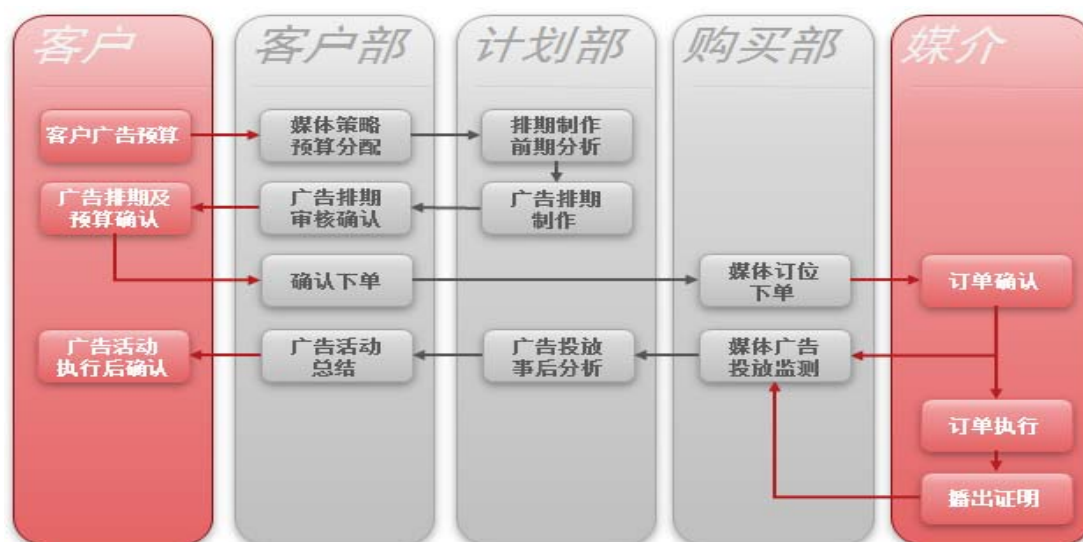 客户
客户部
计划部
购买部
媒介
客户广告预算
媒体策略
预算分配
排期制作
前期分析
广告排期及
预算确认
广告排期
审核确认
广告排期
制作
确认下单
媒体订位
下单
订单确认
广告活动
执行后确认
广告活动
总结
广告投放
事后分析
媒体广告
投放监测
订单执行
播出证明